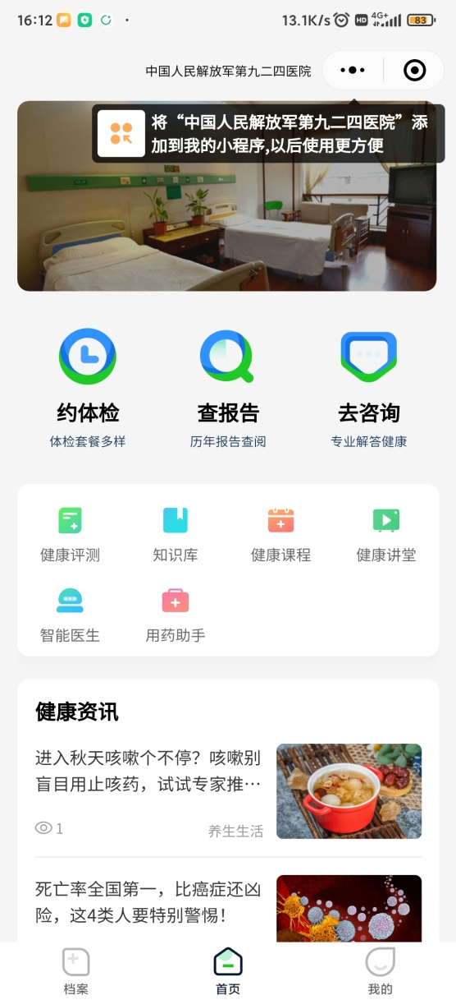 16:12
13.1K/s HD 4G+ 83
中国人民解放军第九二四医院
将“中国人民解放军第九二四医院”添
加到我的小程序,以后使用更方便
约体检 查报告 去咨询
体检套餐多样 历年报告查阅 专业解答健康
健康评测 知识库 健康课程 健康讲堂
智能医生 用药助手
健康资讯
进入秋天咳嗽个不停？咳嗽别
盲目用止咳药，试试专家推…
1 养生生活
死亡率全国第一，比癌症还凶
险，这4类人要特别警惕！
档案 首页 我的